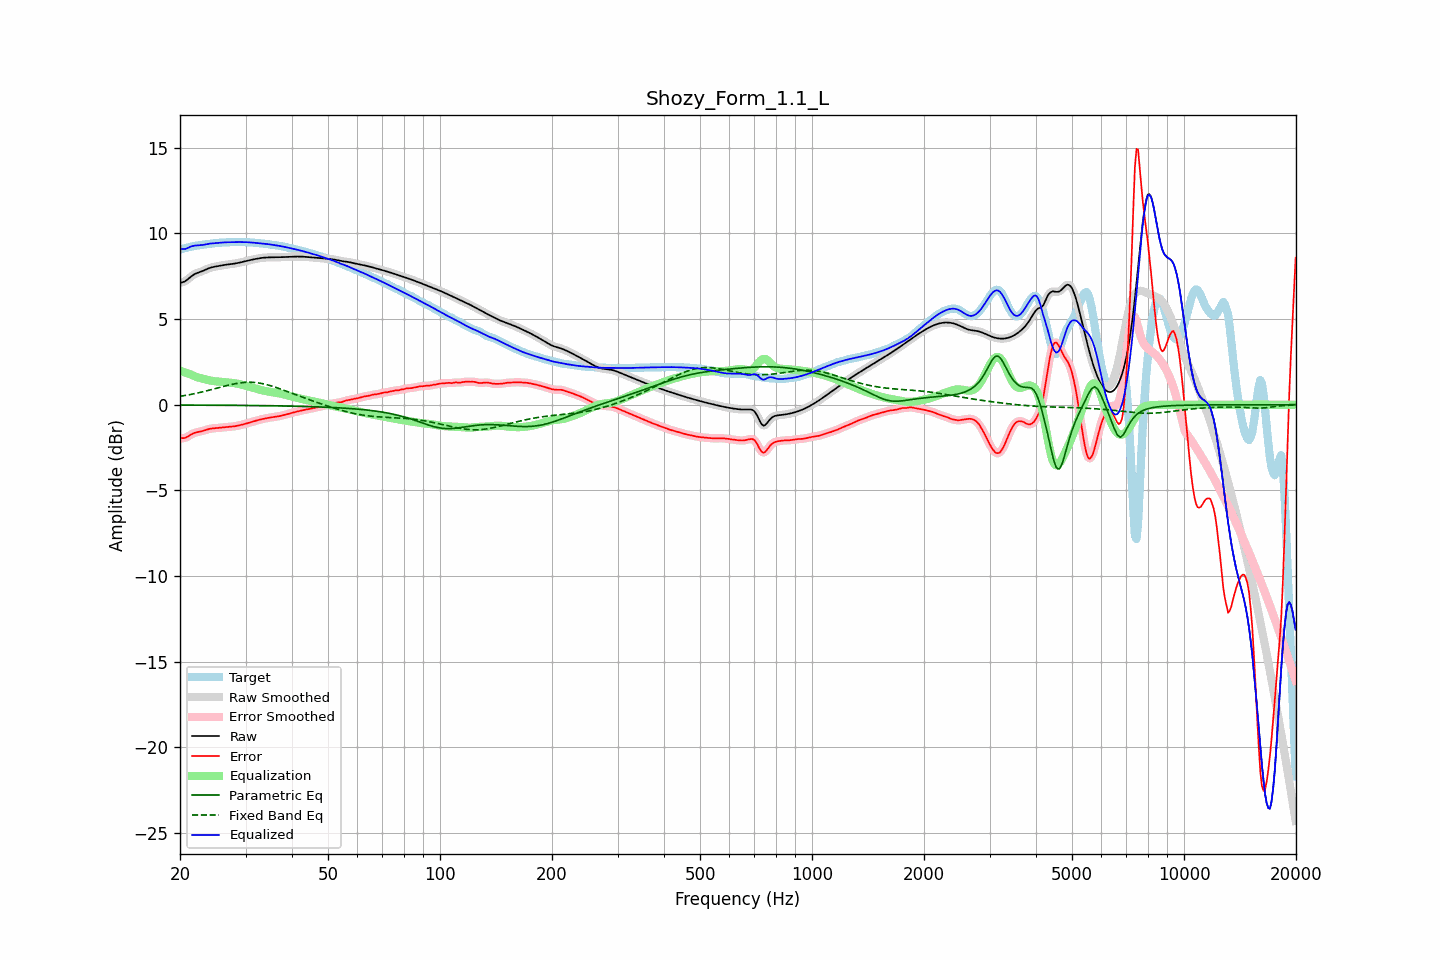 Shozy_Form_1.1_L
Amplitude (dBr)
15
10
5
0
−5
−10
−15
−20
−25
Target
Raw Smoothed
Error Smoothed
Raw
Error
Equalization
Parametric Eq
Fixed Band Eq
Equalized
20 50 100 200 500 1000 2000 5000 10000 20000
Frequency (Hz)